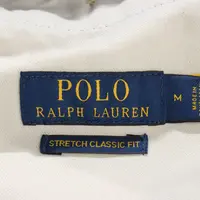 POLO
RALPH LAUREN
M
STRETCH CLASSIC FIT